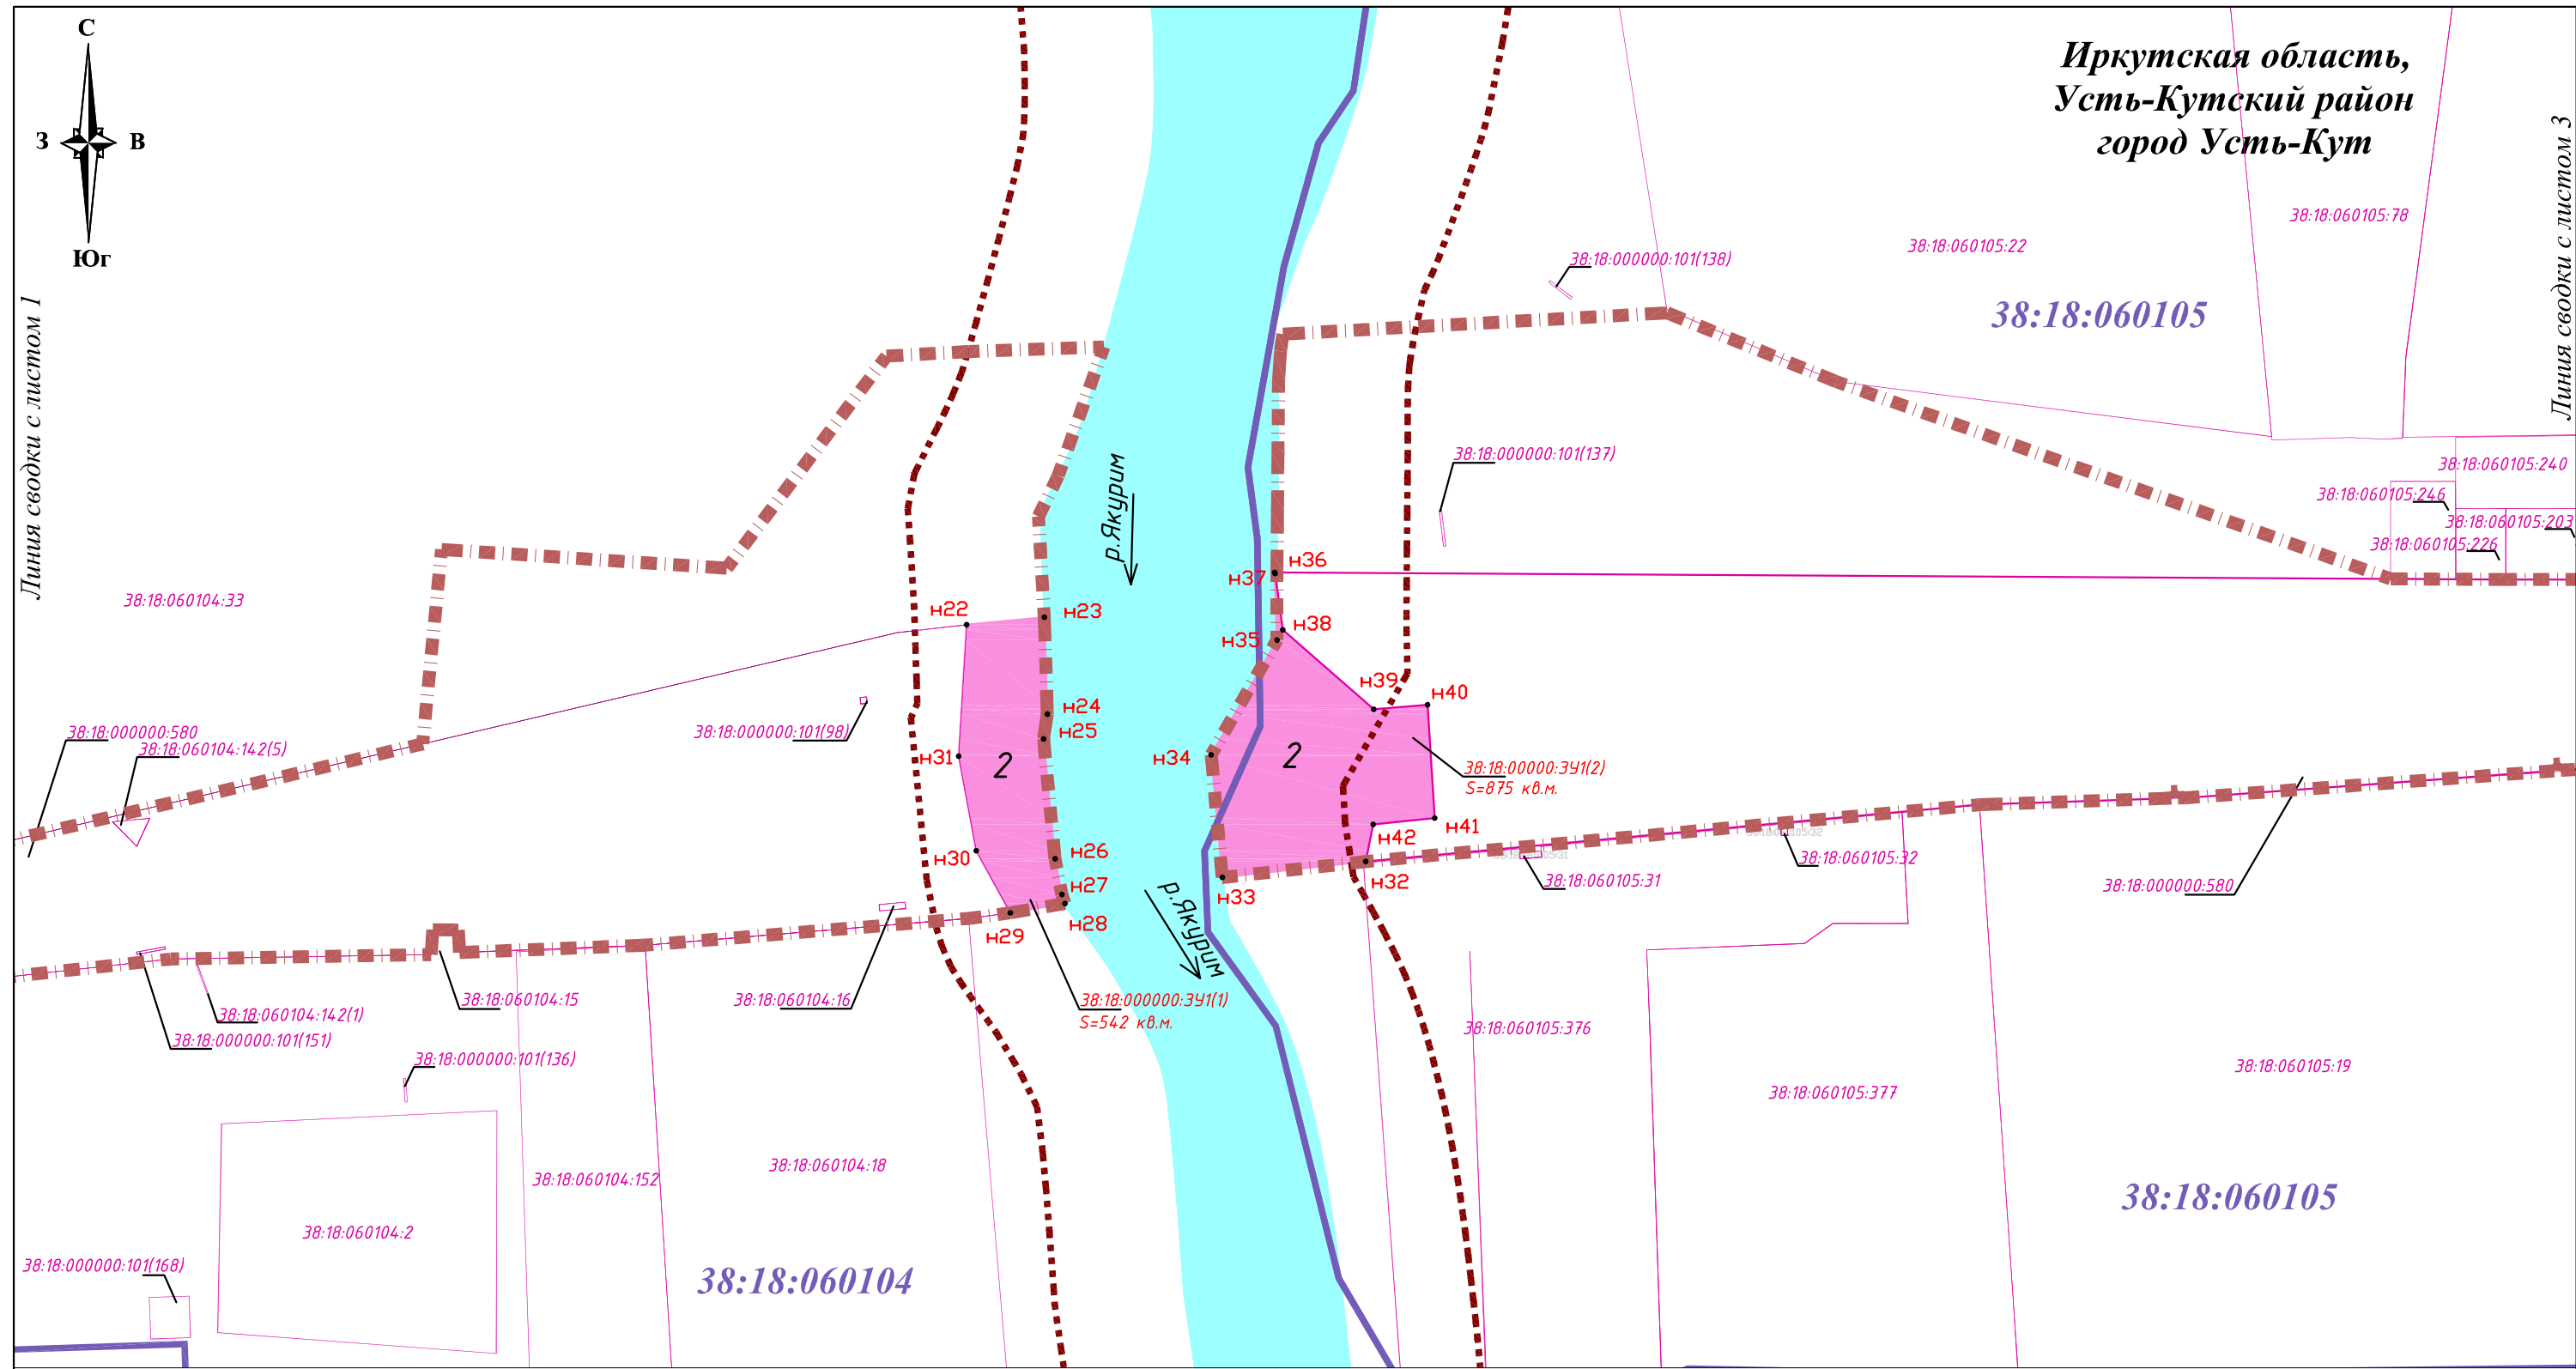 С
З
В
Юг
Иркутская область,
Усть-Кутский район
город Усть-Кут
Линия сводки с листом 1
Линия сводки с листом 3
38:18:060105:78
38:18:060105:22
38:18:000000:101(138)
38:18:060105
38:18:000000:101(137)
38:18:060105:240
38:18:060105:246
38:18:060105:203
38:18:060105:226
р.Якурим
н36
н37
38:18:060104:33
н22
н23
н38
н35
н39
н40
н24
н25
38:18:000000:580
38:18:060104:142(5)
38:18:000000:101(98)
н31
2
н34
2
38:18:00000:ЗУ1(2)
S=875 кв.м.
н41
н42
38:18:060105:32
38:18:060105:31
н30
н26
38:18:060105:32
н32
38:18:060105:31
38:18:000000:580
н27
н33
н28
н29
р.Якурим
38:18:060104:15
38:18:060104:16
38:18:000000:ЗУ1(1)
S=542 кв.м.
38:18:060104:142(1)
38:18:000000:101(151)
38:18:060105:376
38:18:000000:101(136)
38:18:060105:19
38:18:060105:377
38:18:060104:18
38:18:060104:152
38:18:060105
38:18:060104:2
38:18:000000:101(168)
38:18:060104